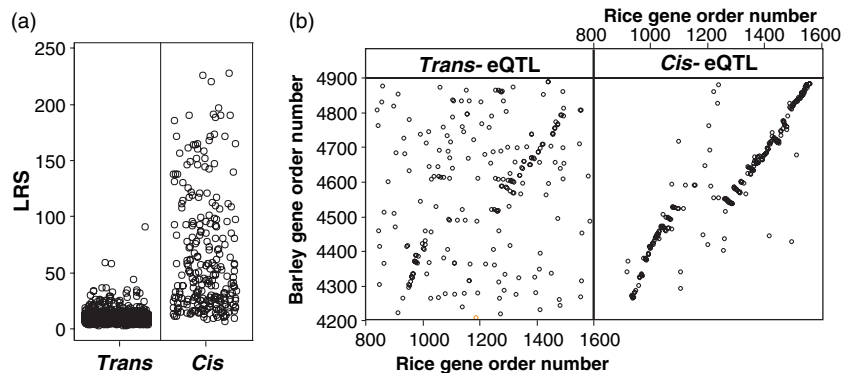 (a)
250
200
150
100
50
0
LRS
Trans
Cis
(b)
Rice gene order number
800 1000 1200 1400 1600
Trans- eQTL
Cis- eQTL
Barley gene order number
4900
4800
4700
4600
4500
4400
4300
4200
800 1000 1200 1400 1600
Rice gene order number